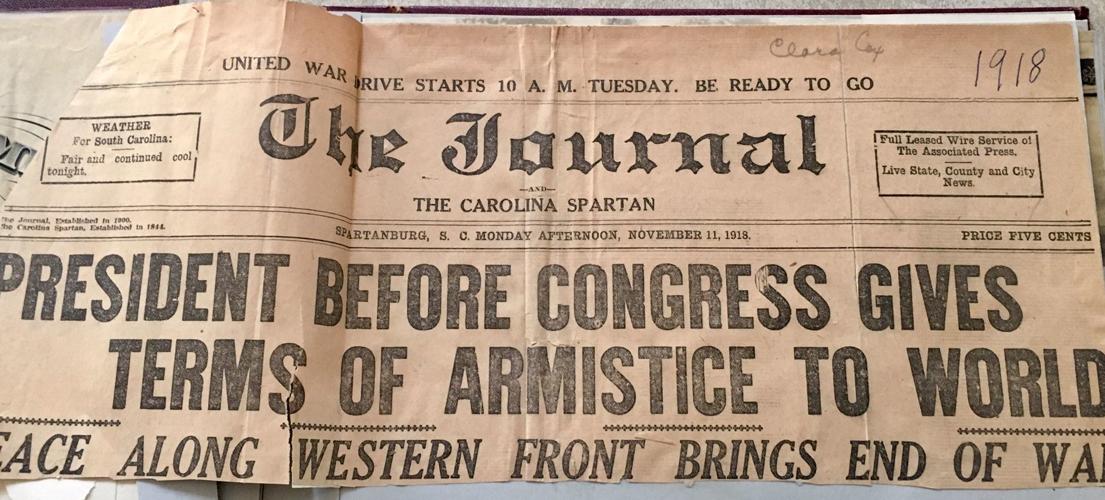 Clara Cox
1918
UNITED WAR DRIVE STARTS 10 A. M. TUESDAY. BE READY TO GO
WEATHER
For South Carolina:
Fair and continued cool
tonight.
The Journal
—AND—
THE CAROLINA SPARTAN
Full Leased Wire Service of
The Associated Press.
Live State, County and City
News.
The Journal, Established in 1900.
The Carolina Spartan, Established in 1844.
SPARTANBURG, S. C. MONDAY AFTERNOON, NOVEMBER 11, 1918.
PRICE FIVE CENTS
PRESIDENT BEFORE CONGRESS GIVES
TERMS OF ARMISTICE TO WORLD
EACE ALONG WESTERN FRONT BRINGS END OF WA